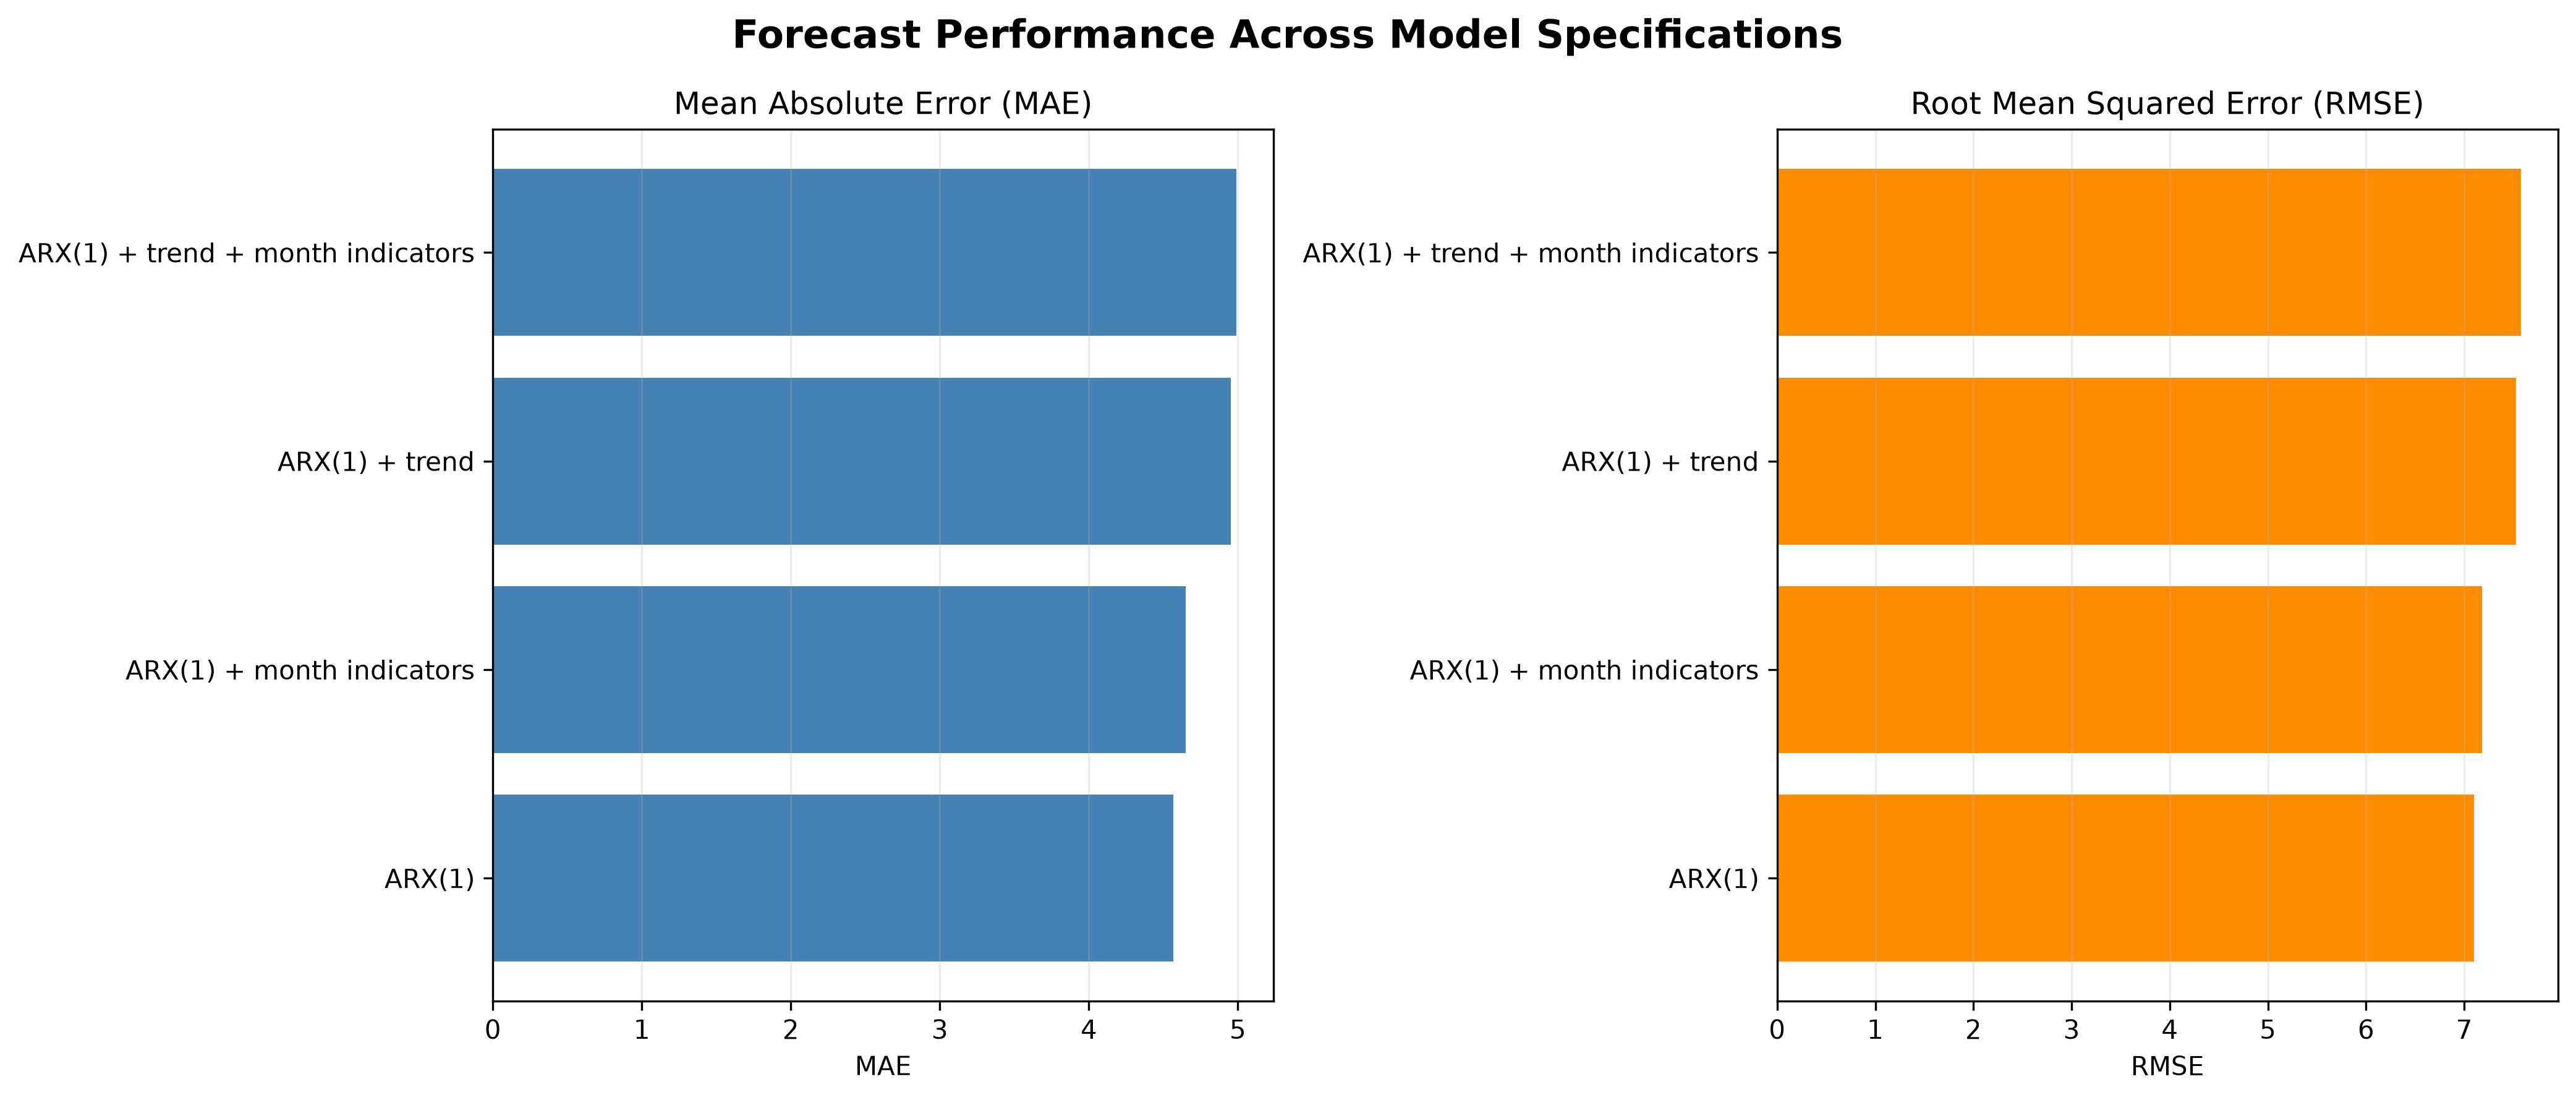 Forecast Performance Across Model Specifications
Mean Absolute Error (MAE)
ARX(1) + trend + month indicators
ARX(1) + trend
ARX(1) + month indicators
ARX(1)
0 1 2 3 4 5
MAE
Root Mean Squared Error (RMSE)
ARX(1) + trend + month indicators
ARX(1) + trend
ARX(1) + month indicators
ARX(1)
0 1 2 3 4 5 6 7
RMSE